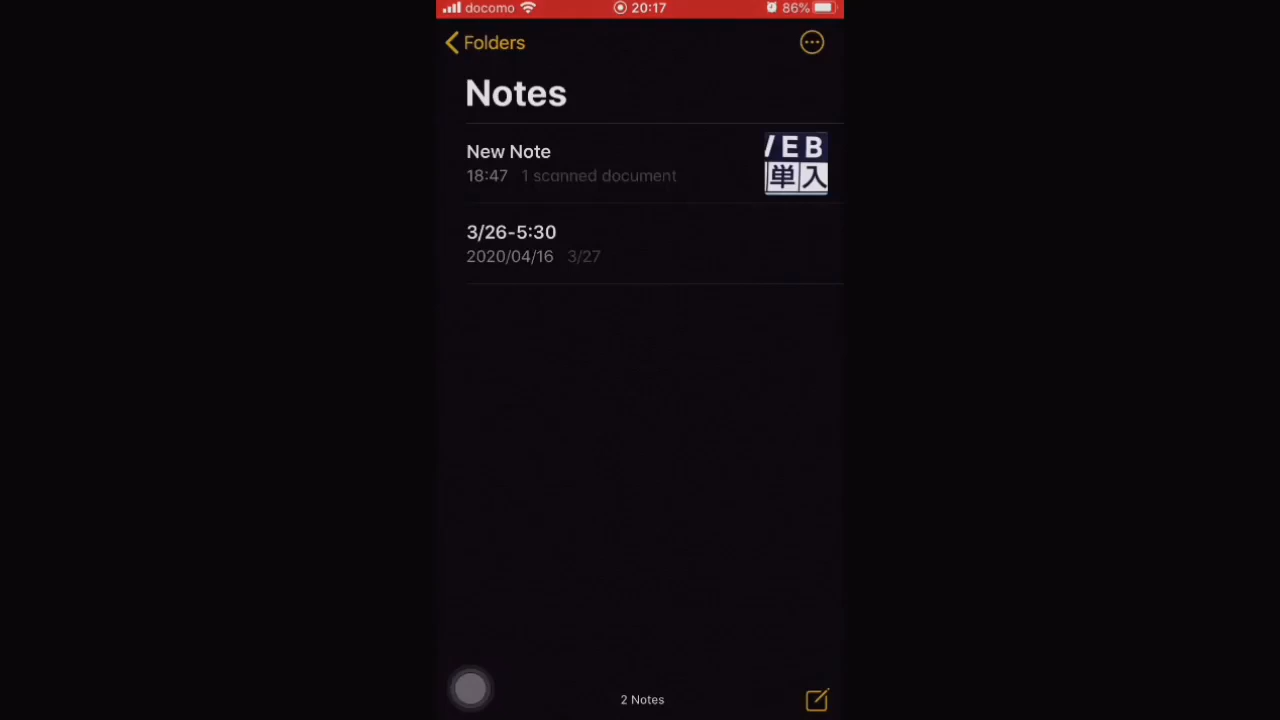 docomo 20:17 86%
Folders
Notes
New Note
18:47 1 scanned document
EB
単入
3/26-5:30
2020/04/16 3/27
2 Notes